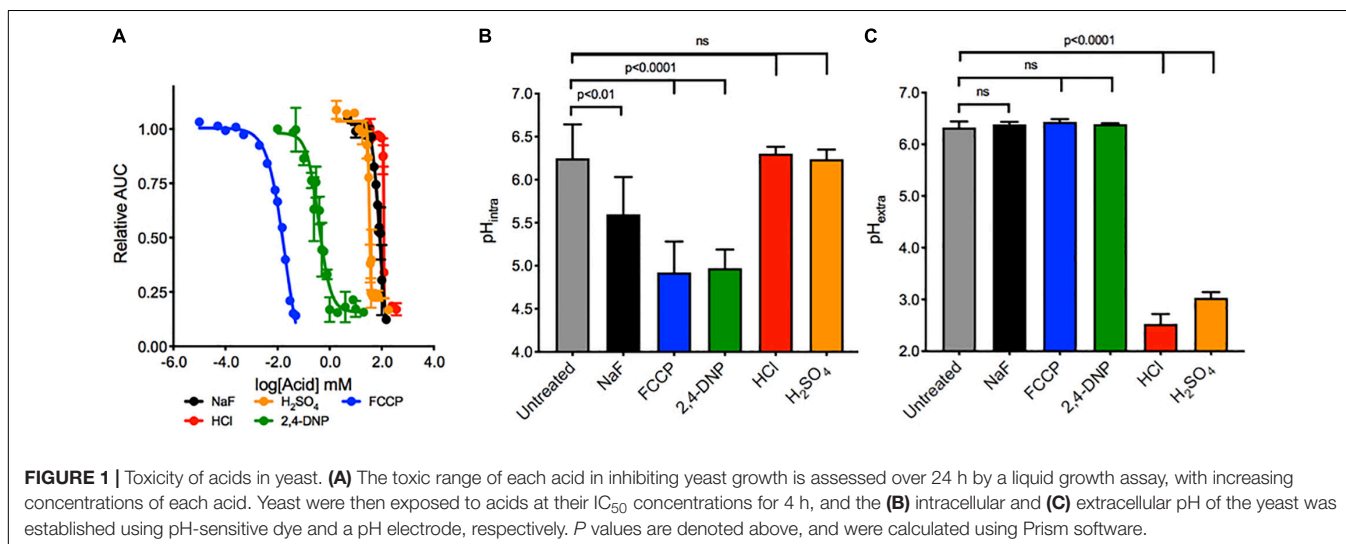 A
Relative AUC
1.00
0.75
0.50
0.25
0.00
-6.0 -4.0 -2.0 0.0 2.0 4.0
log[Acid] mM
NaF H₂SO₄ FCCP
HCl 2,4-DNP
B
ns
p<0.0001
p<0.01
pHintra
7.0
6.5
6.0
5.5
5.0
4.5
4.0
Untreated NaF FCCP 2,4-DNP HCl H₂SO₄
C
p<0.0001
ns
ns
pHextra
7.0
6.0
5.0
4.0
3.0
2.0
Untreated NaF FCCP 2,4-DNP HCl H₂SO₄
FIGURE 1 | Toxicity of acids in yeast. (A) The toxic range of each acid in inhibiting yeast growth is assessed over 24 h by a liquid growth assay, with increasing
concentrations of each acid. Yeast were then exposed to acids at their IC₅₀ concentrations for 4 h, and the (B) intracellular and (C) extracellular pH of the yeast was
established using pH-sensitive dye and a pH electrode, respectively. P values are denoted above, and were calculated using Prism software.